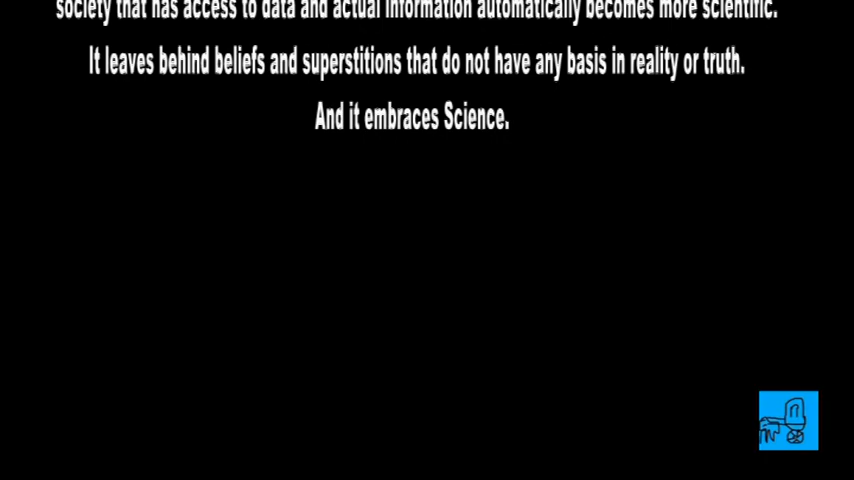 society that has access to data and actual information automatically becomes more scientific.
It leaves behind beliefs and superstitions that do not have any basis in reality or truth.
And it embraces Science.